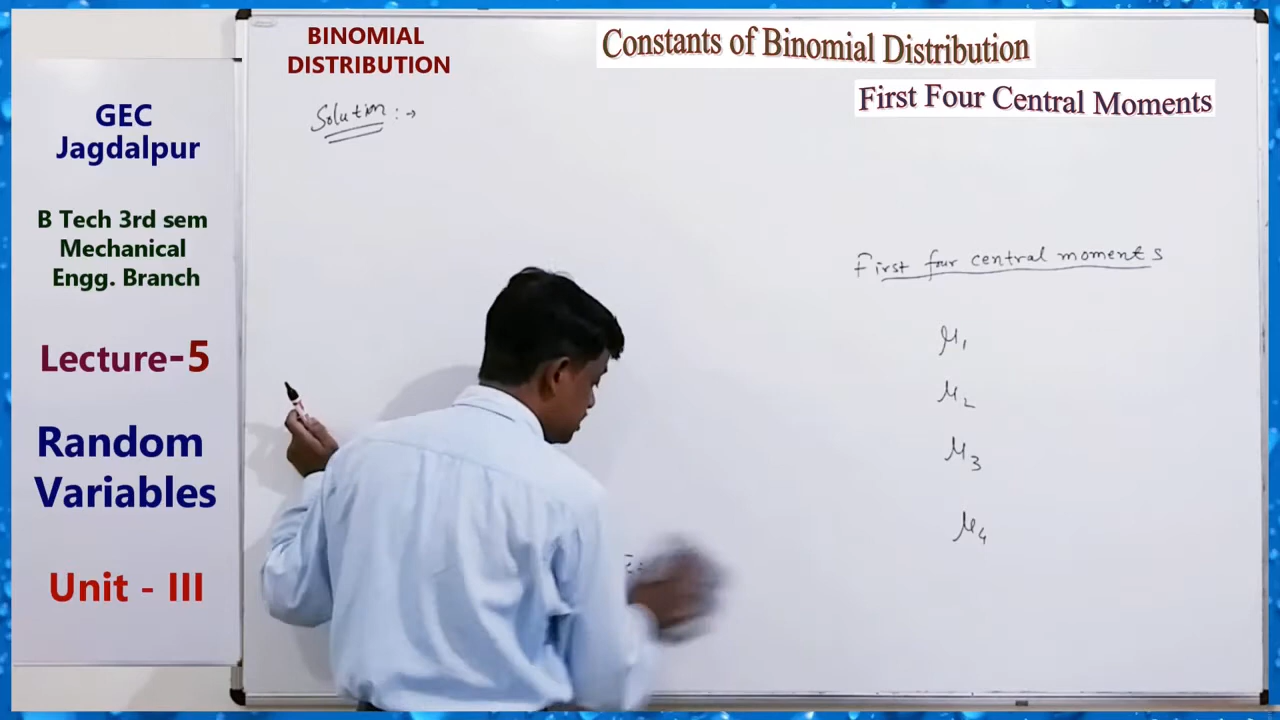 BINOMIAL
DISTRIBUTION
Constants of Binomial Distribution
First Four Central Moments
GEC
Jagdalpur
B Tech 3rd sem
Mechanical
Engg. Branch
Lecture-5
Random
Variables
Unit - III
Solution :→
First four central moments
μ₁
μ₂
μ₃
μ₄